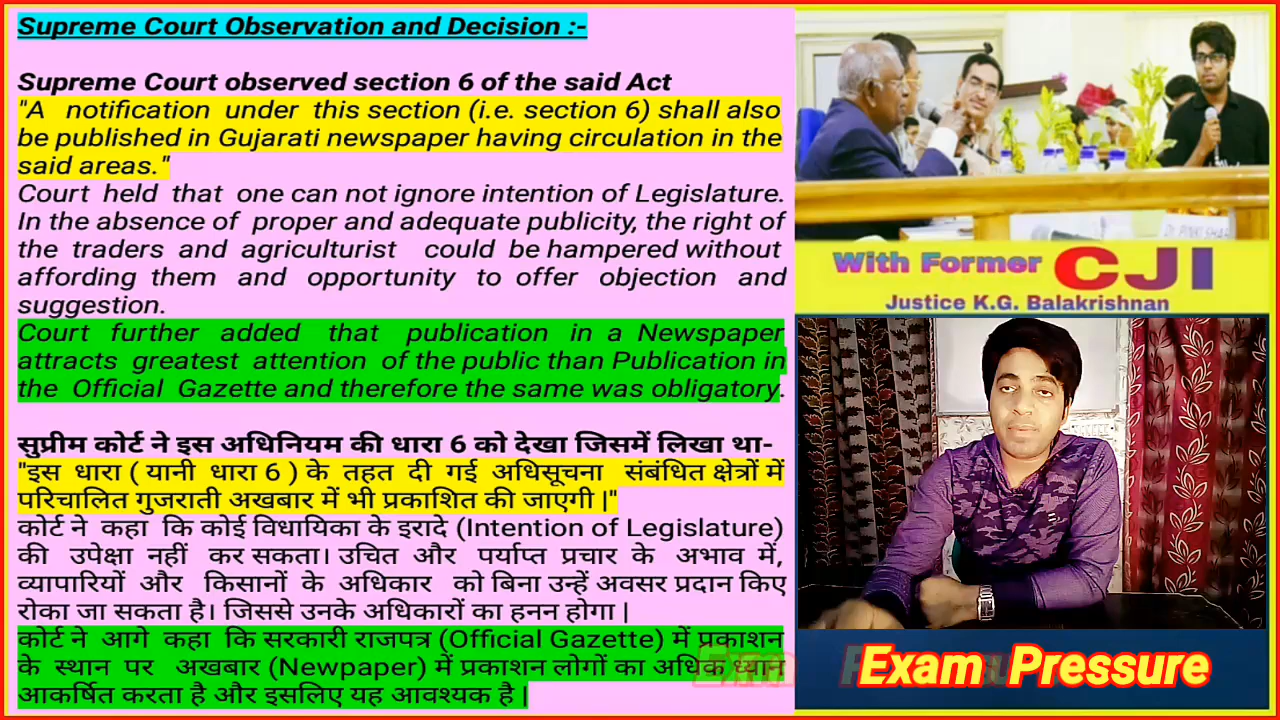 Supreme Court Observation and Decision :-
Supreme Court observed section 6 of the said Act
"A notification under this section (i.e. section 6) shall also
be published in Gujarati newspaper having circulation in the
said areas."
Court held that one can not ignore intention of Legislature.
In the absence of proper and adequate publicity, the right of
the traders and agriculturist could be hampered without
affording them and opportunity to offer objection and
suggestion.
Court further added that publication in a Newspaper
attracts greatest attention of the public than Publication in
the Official Gazette and therefore the same was obligatory.
सुप्रीम कोर्ट ने इस अधिनियम की धारा 6 को देखा जिसमें लिखा था-
"इस धारा ( यानी धारा 6 ) के तहत दी गई अधिसूचना संबंधित क्षेत्रों में
परिचालित गुजराती अखबार में भी प्रकाशित की जाएगी |"
कोर्ट ने कहा कि कोई विधायिका के इरादे (Intention of Legislature)
की उपेक्षा नहीं कर सकता। उचित और पर्याप्त प्रचार के अभाव में,
व्यापारियों और किसानों के अधिकार को बिना उन्हें अवसर प्रदान किए
रोका जा सकता है। जिससे उनके अधिकारों का हनन होगा |
कोर्ट ने आगे कहा कि सरकारी राजपत्र (Official Gazette) में प्रकाशन
के स्थान पर अखबार (Newpaper) में प्रकाशन लोगों का अधिक ध्यान
आकर्षित करता है और इसलिए यह आवश्यक है |
With Former CJI
Justice K.G. Balakrishnan
Exam Pressure